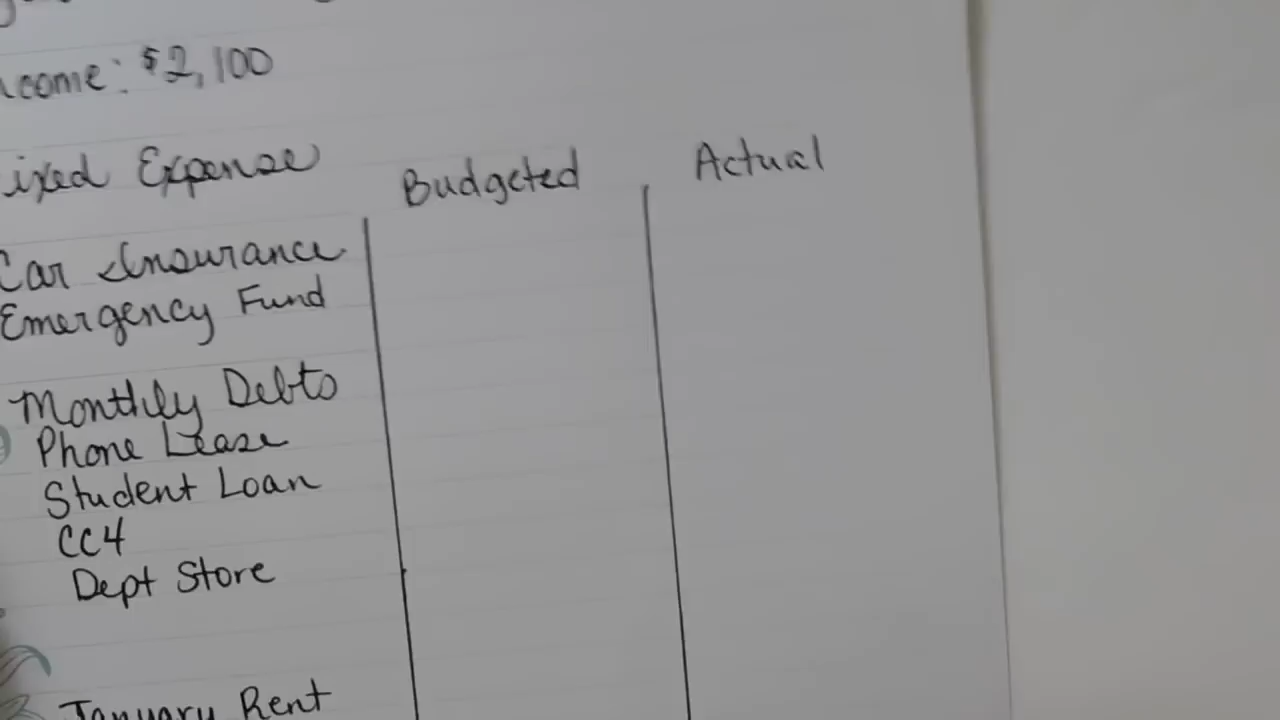 ncome: $2,100
ixed Expense Budgeted Actual
Car Insurance
Emergency Fund
Monthly Debts
Phone Lease
Student Loan
CC4
Dept Store
January Rent